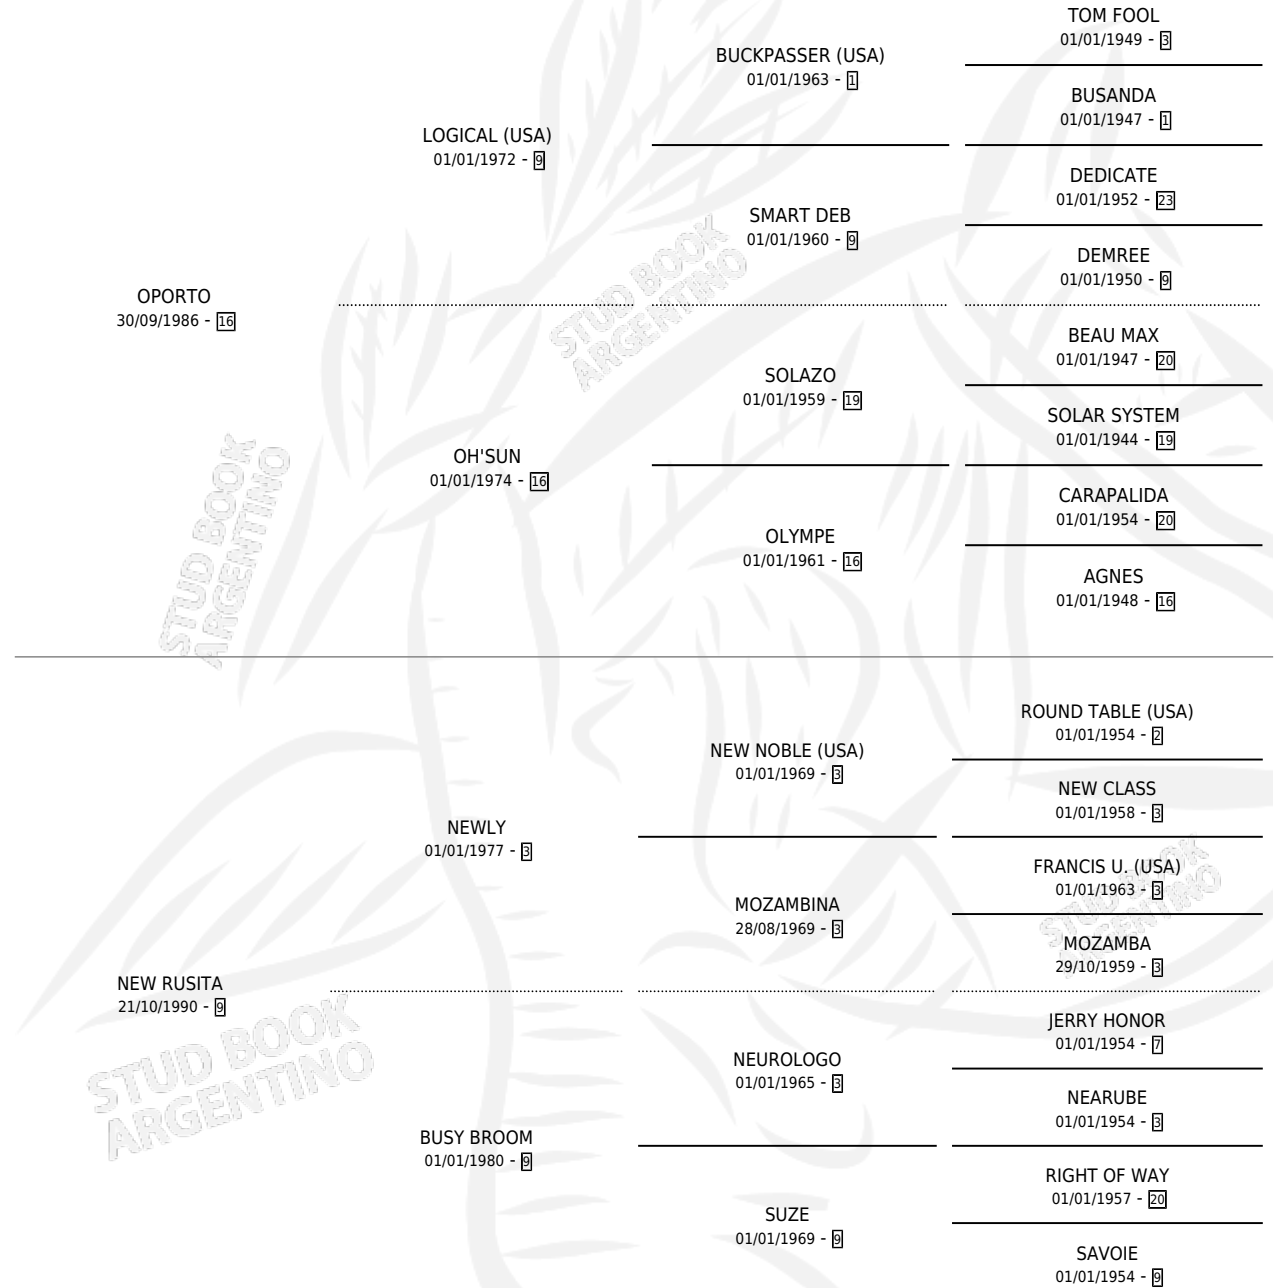 TOM FOOL
01/01/1949 - 3
BUCKPASSER (USA)
01/01/1963 - 1
BUSANDA
01/01/1947 - 1
LOGICAL (USA)
01/01/1972 - 9
DEDICATE
01/01/1952 - 23
SMART DEB
01/01/1960 - 9
DEMREE
01/01/1950 - 9
OPORTO
30/09/1986 - 16
BEAU MAX
01/01/1947 - 20
SOLAZO
01/01/1959 - 19
SOLAR SYSTEM
01/01/1944 - 19
OH'SUN
01/01/1974 - 16
CARAPALIDA
01/01/1954 - 20
OLYMPE
01/01/1961 - 16
AGNES
01/01/1948 - 16
STUD BOOK
ARGENTINO
STUD BOOK
ARGENTINO
ROUND TABLE (USA)
01/01/1954 - 2
NEW NOBLE (USA)
01/01/1969 - 3
NEW CLASS
01/01/1958 - 3
NEWLY
01/01/1977 - 3
FRANCIS U. (USA)
01/01/1963 - 3
MOZAMBINA
28/08/1969 - 3
MOZAMBA
29/10/1959 - 3
NEW RUSITA
21/10/1990 - 9
JERRY HONOR
01/01/1954 - 7
NEUROLOGO
01/01/1965 - 3
NEARUBE
01/01/1954 - 3
BUSY BROOM
01/01/1980 - 9
RIGHT OF WAY
01/01/1957 - 20
SUZE
01/01/1969 - 9
SAVOIE
01/01/1954 - 9
STUD BOOK
ARGENTINO
STUD BOOK
ARGENTINO